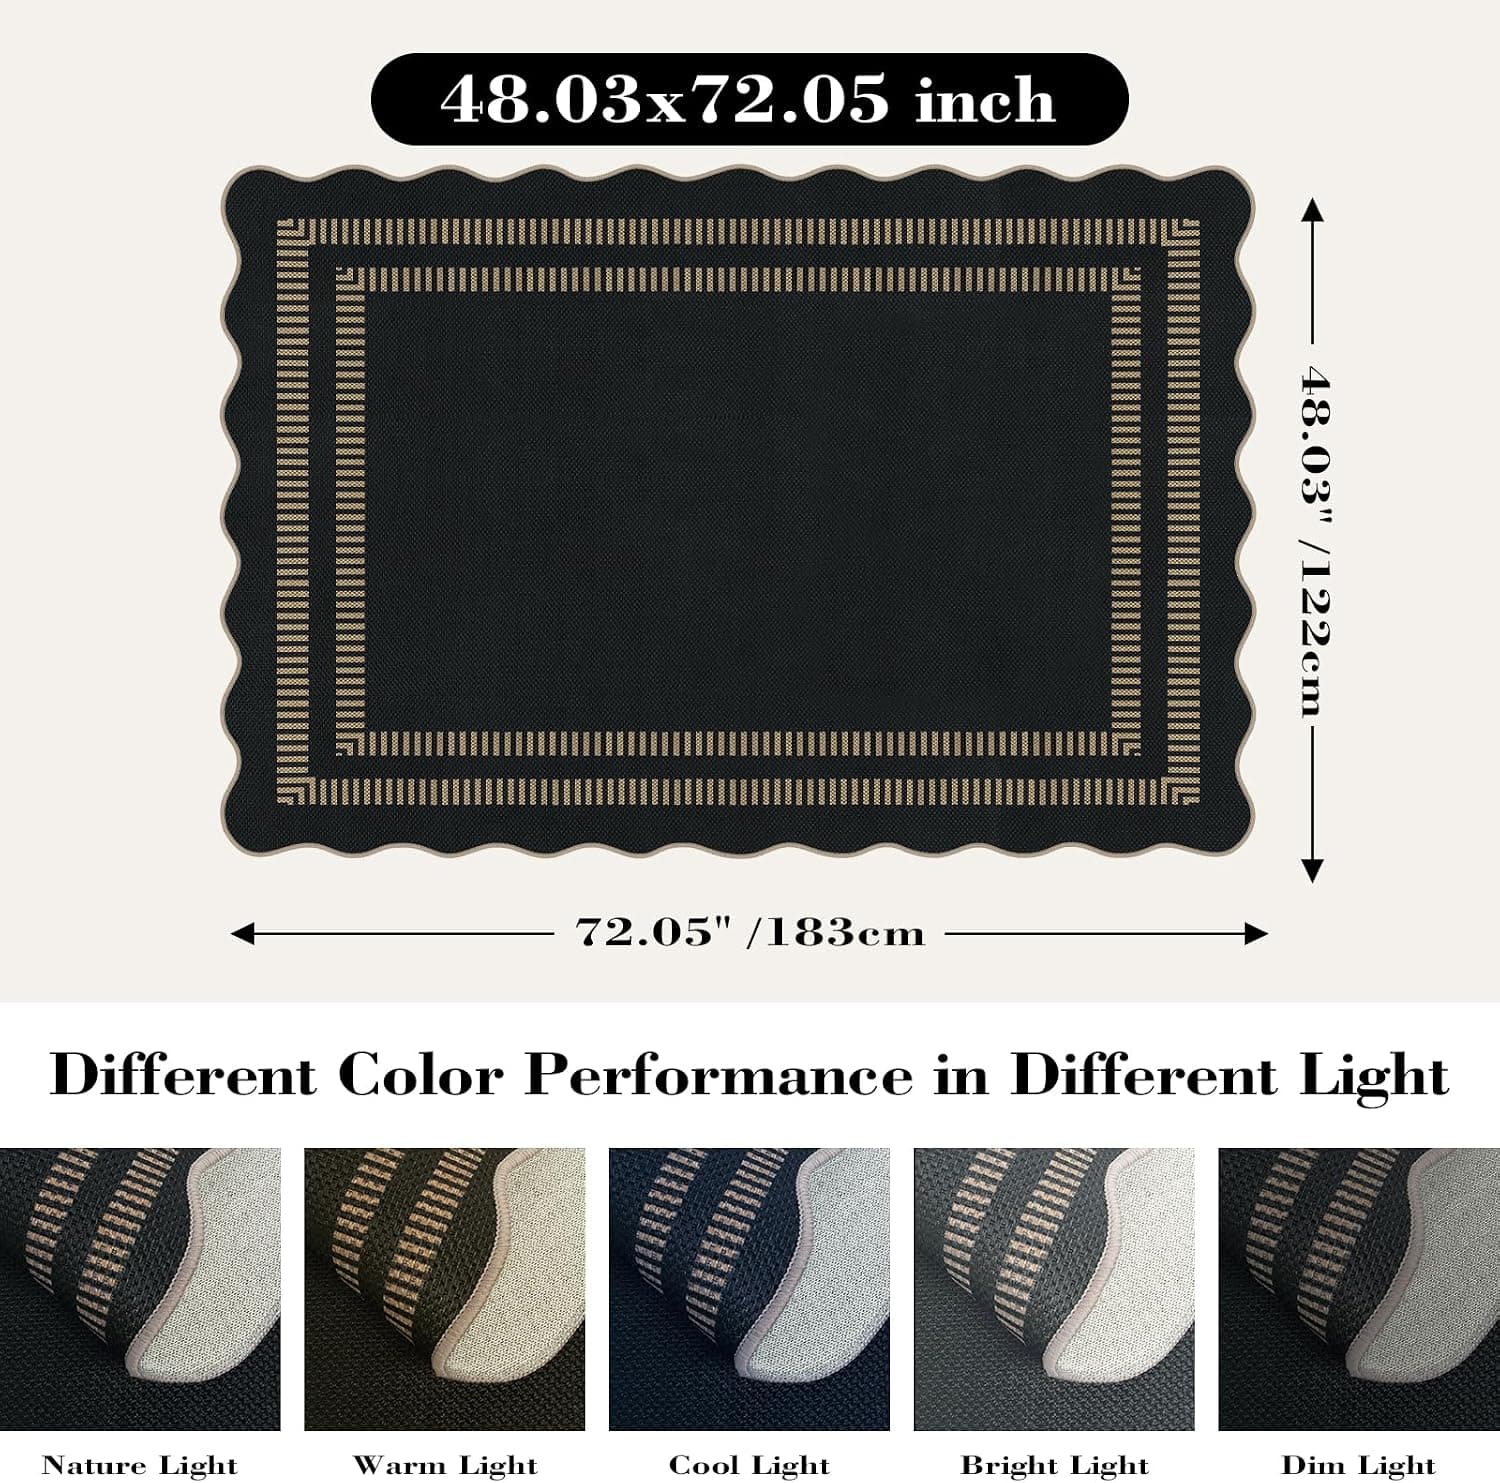 48.03x72.05 inch
48.03" /122cm
72.05" /183cm
Different Color Performance in Different Light
Nature Light
Warm Light
Cool Light
Bright Light
Dim Light